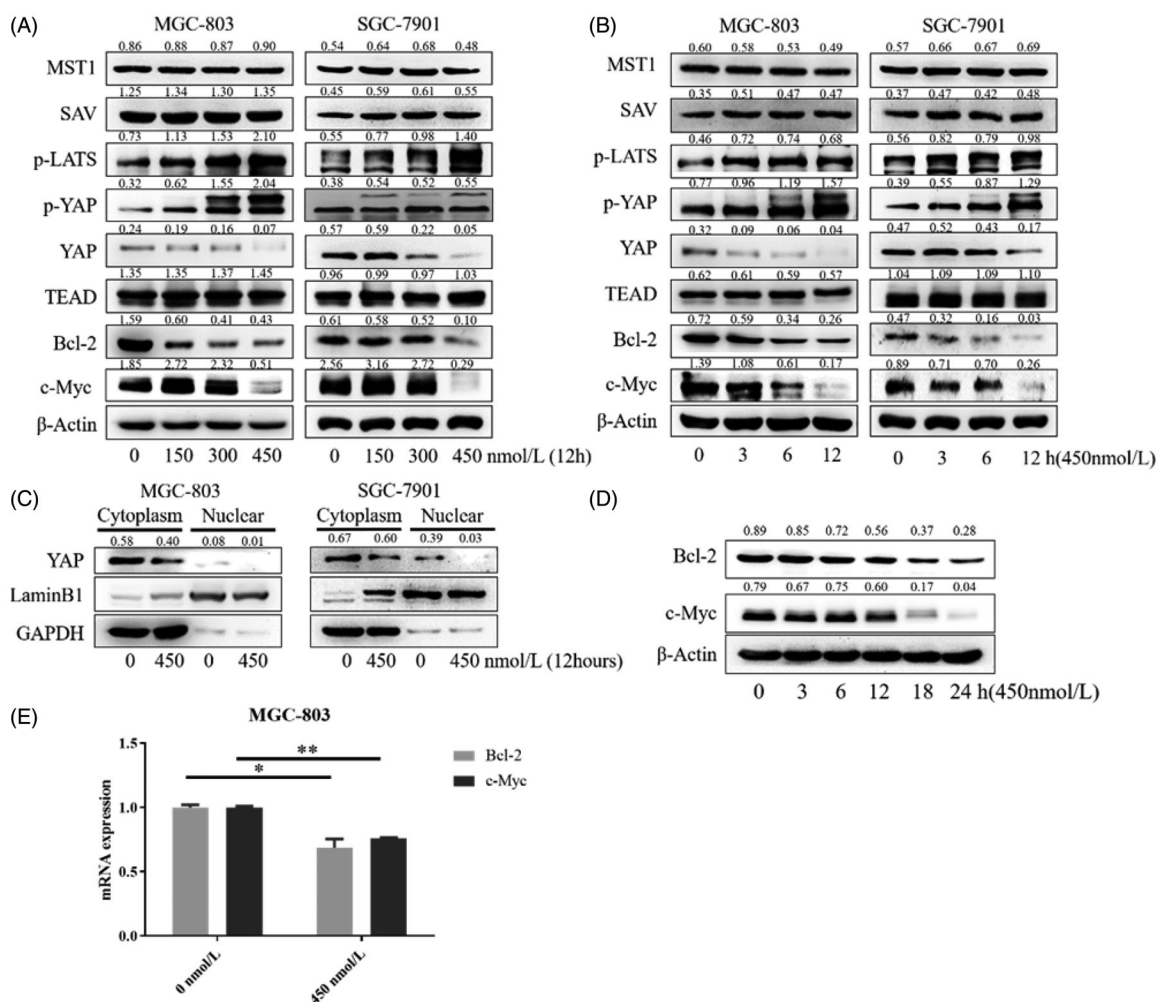 (A)
MGC-803 SGC-7901
0.86 0.88 0.87 0.90 0.54 0.64 0.68 0.48
MST1
1.25 1.34 1.30 1.35 0.45 0.59 0.61 0.55
SAV
0.73 1.13 1.53 2.10 0.55 0.77 0.98 1.40
p-LATS
0.32 0.62 1.55 2.04 0.38 0.54 0.52 0.55
p-YAP
0.24 0.19 0.16 0.07 0.57 0.59 0.22 0.05
YAP
1.35 1.35 1.37 1.45 0.96 0.99 0.97 1.03
TEAD
1.59 0.60 0.41 0.43 0.61 0.58 0.52 0.10
Bcl-2
1.85 2.72 2.32 0.51 2.56 3.16 2.72 0.29
c-Myc
β-Actin
0 150 300 450 0 150 300 450 nmol/L (12h)
(B)
MGC-803 SGC-7901
0.60 0.58 0.53 0.49 0.57 0.66 0.67 0.69
MST1
0.35 0.51 0.47 0.47 0.37 0.47 0.42 0.48
SAV
0.46 0.72 0.74 0.68 0.56 0.82 0.79 0.98
p-LATS
0.77 0.96 1.19 1.57 0.39 0.55 0.87 1.29
p-YAP
0.32 0.09 0.06 0.04 0.47 0.52 0.43 0.17
YAP
0.62 0.61 0.59 0.57 1.04 1.09 1.09 1.10
TEAD
0.72 0.59 0.34 0.26 0.47 0.32 0.16 0.03
Bcl-2
1.39 1.08 0.61 0.17 0.89 0.71 0.70 0.26
c-Myc
β-Actin
0 3 6 12 0 3 6 12 h(450nmol/L)
(C)
MGC-803 SGC-7901
Cytoplasm Nuclear Cytoplasm Nuclear
0.58 0.40 0.08 0.01 0.67 0.60 0.39 0.03
YAP
LaminB1
GAPDH
0 450 0 450 0 450 0 450 nmol/L (12hours)
(D)
0.89 0.85 0.72 0.56 0.37 0.28
Bcl-2
0.79 0.67 0.75 0.60 0.17 0.04
c-Myc
β-Actin
0 3 6 12 18 24 h(450nmol/L)
(E)
MGC-803
mRNA expression
1.5
1.0
0.5
0.0
* **
Bcl-2
c-Myc
0 nmol/L 450 nmol/L